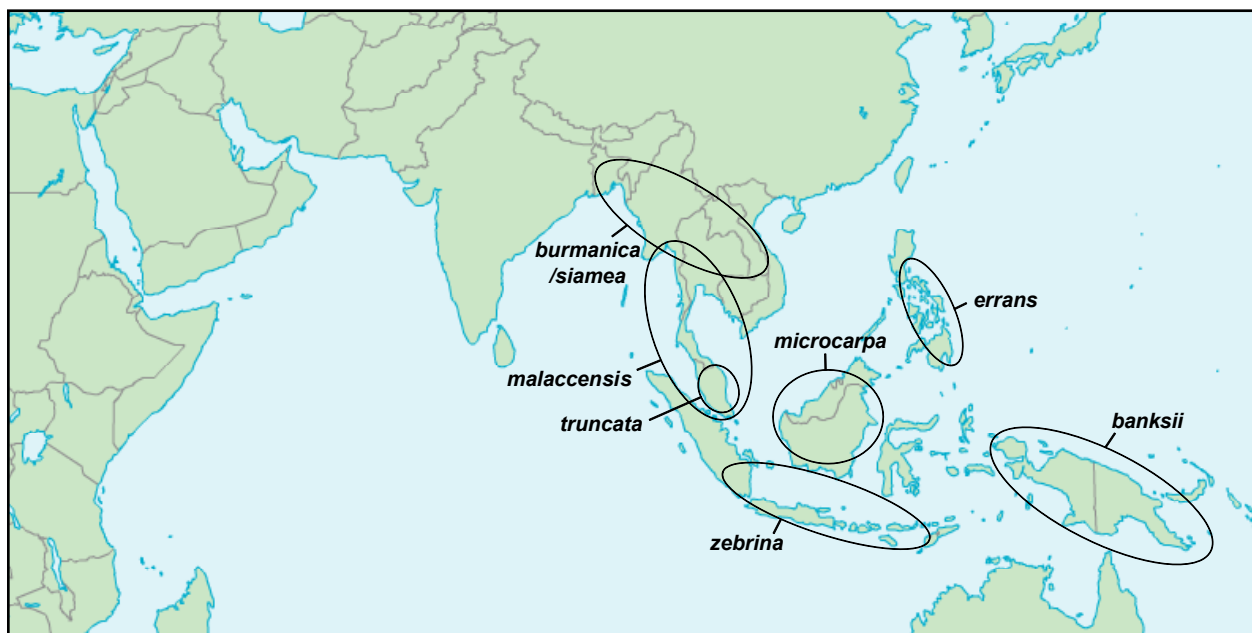 burmanica
/siamea
errans
microcarpa
malaccensis
truncata
banksii
zebrina